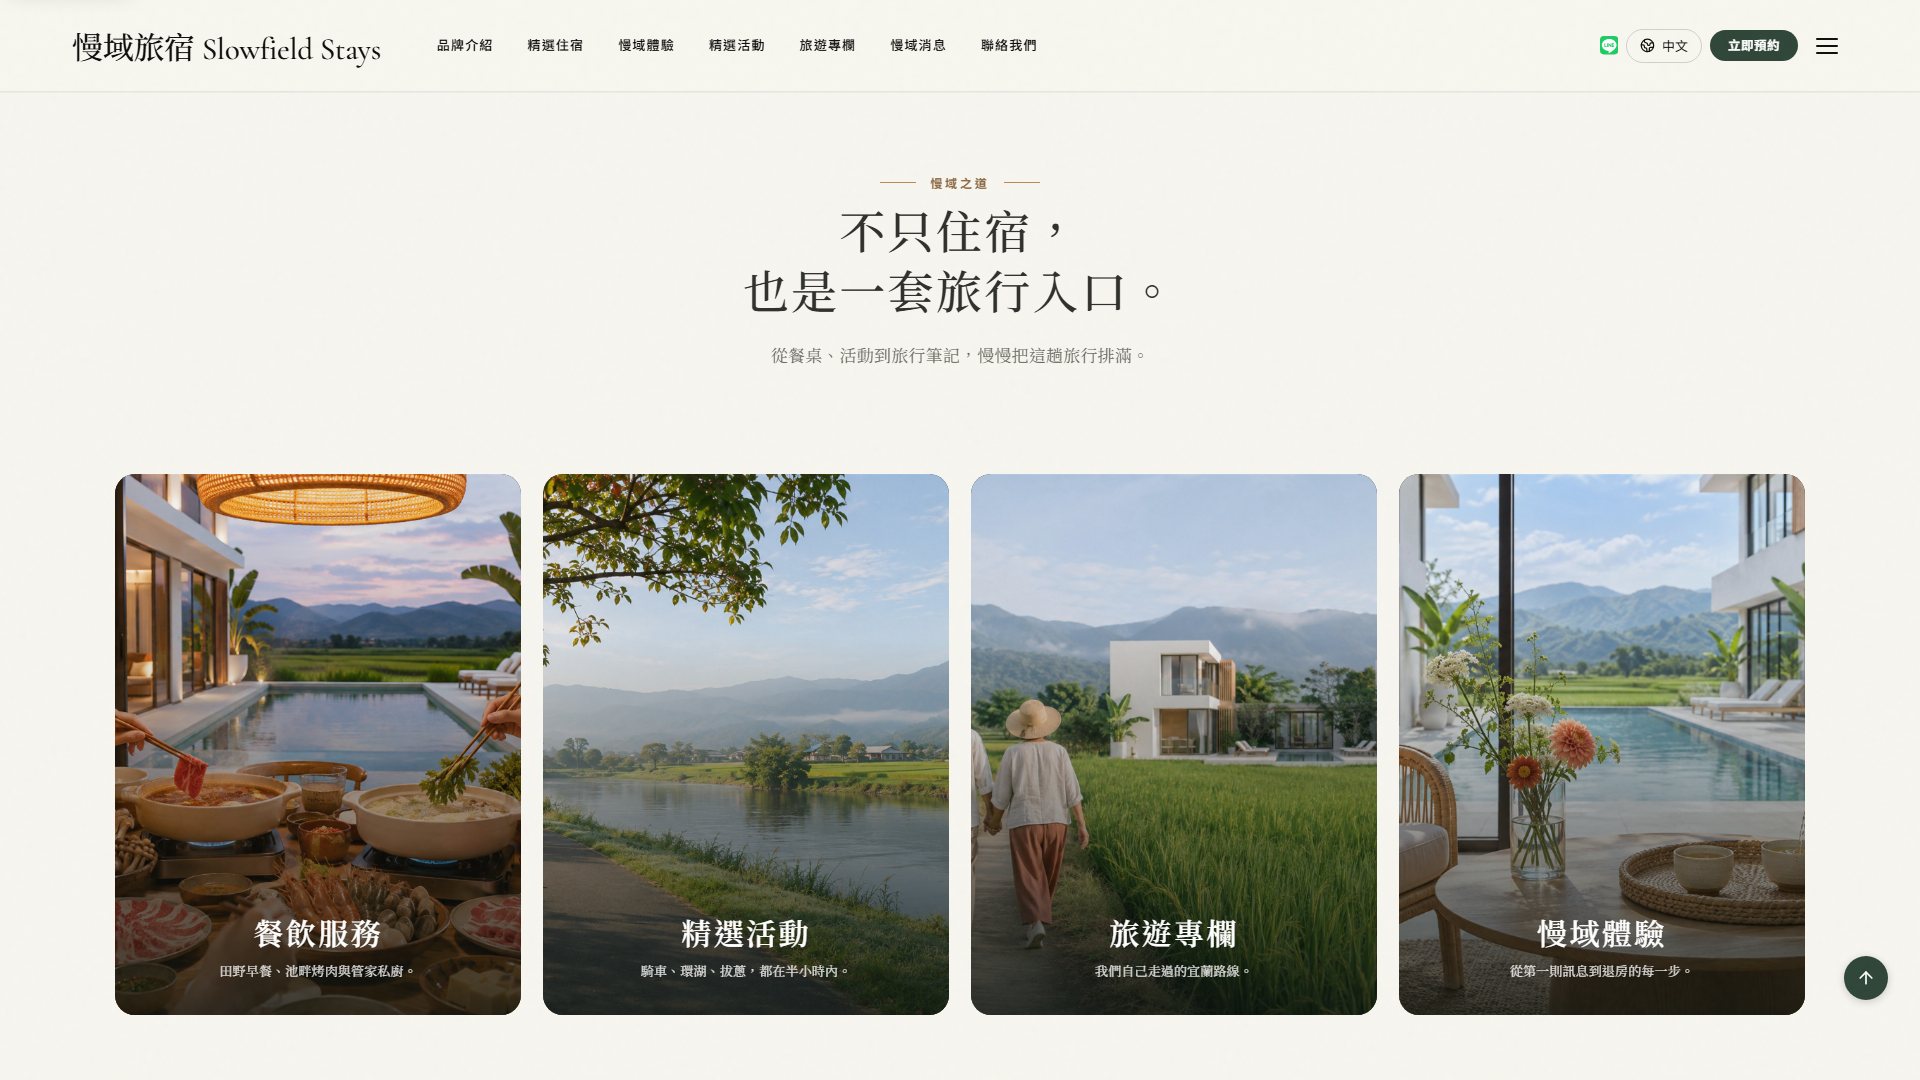 慢域旅宿 Slowfield Stays
品牌介紹
精選住宿
慢域體驗
精選活動
旅遊專欄
慢域消息
聯絡我們
LINE
中文
立即預約
慢域之道
不只住宿，
也是一套旅行入口。
從餐桌、活動到旅行筆記，慢慢把這趟旅行排滿。
餐飲服務
田野早餐、池畔烤肉與管家私廚。
精選活動
騎車、環湖、拔蔥，都在半小時內。
旅遊專欄
我們自己走過的宜蘭路線。
慢域體驗
從第一則訊息到退房的每一步。